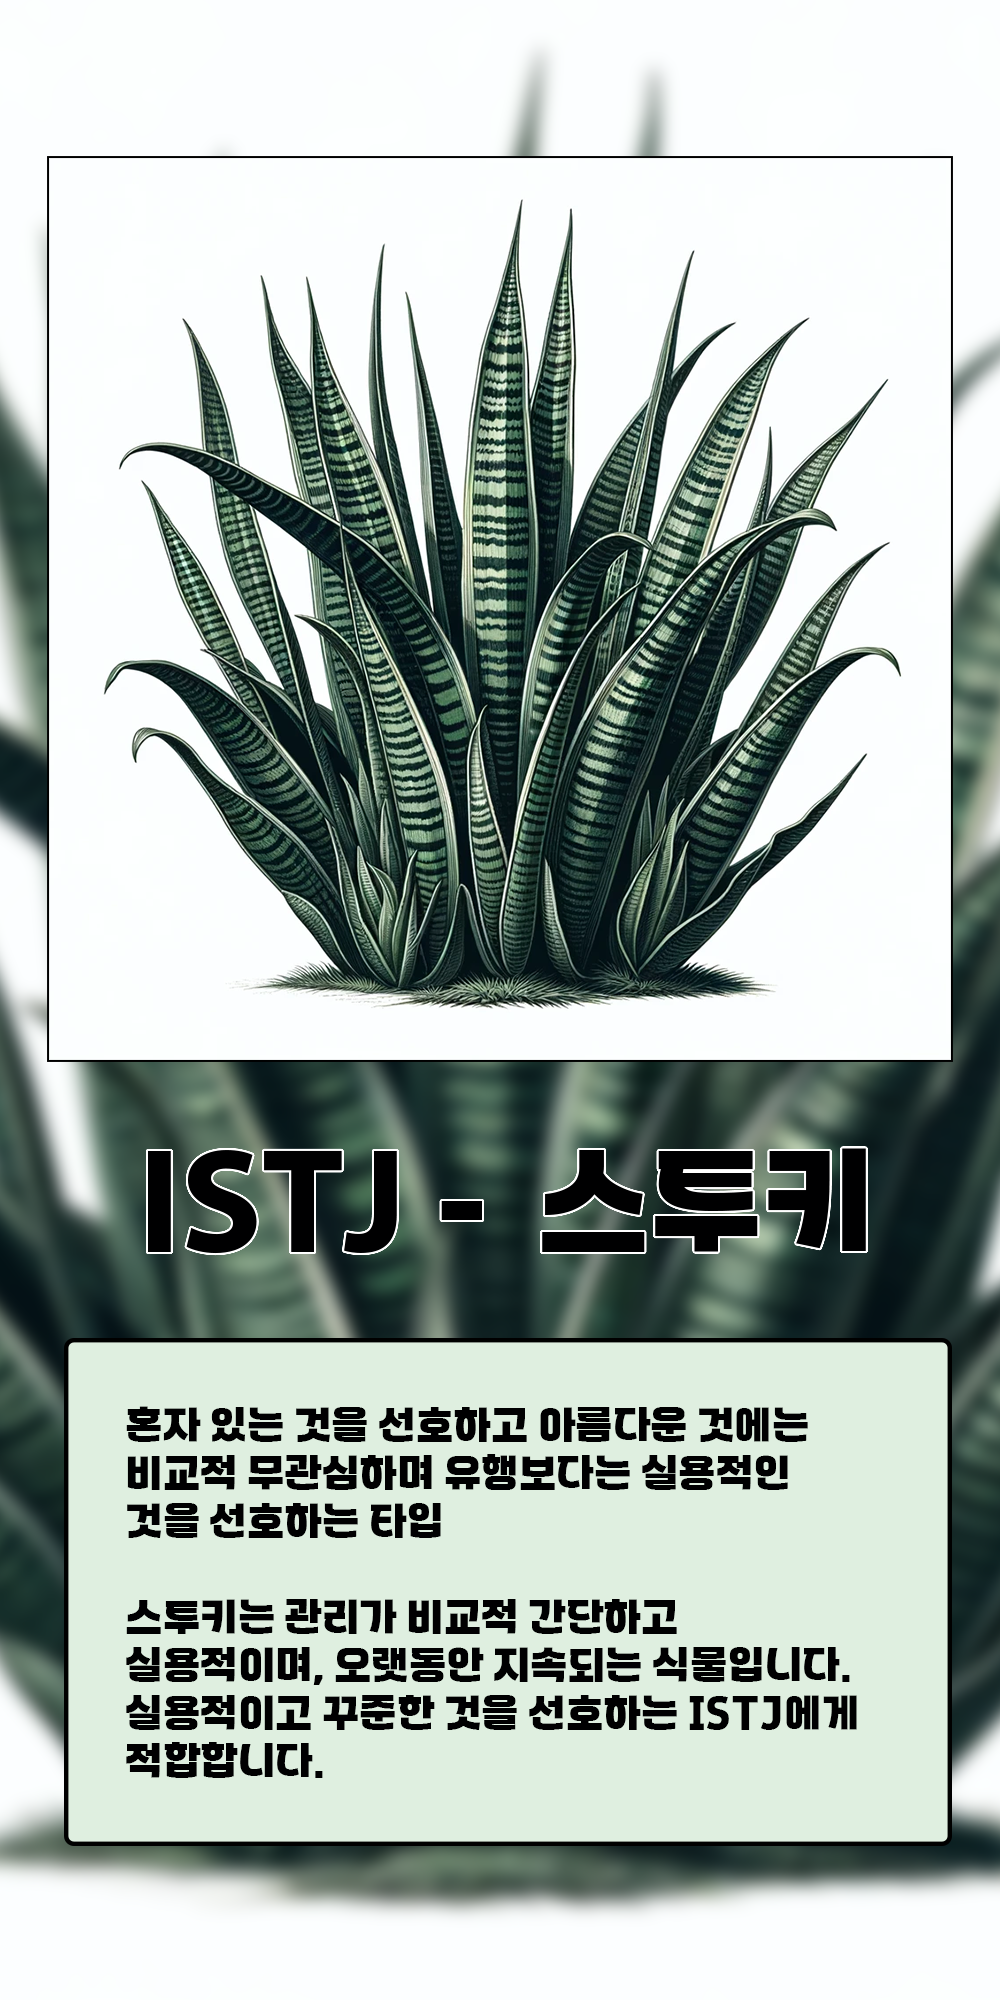 ISTJ - 스투키
혼자 있는 것을 선호하고 아름다운 것에는
비교적 무관심하며 유행보다는 실용적인
것을 선호하는 타입
스투키는 관리가 비교적 간단하고
실용적이며, 오랫동안 지속되는 식물입니다.
실용적이고 꾸준한 것을 선호하는 ISTJ에게
적합합니다.